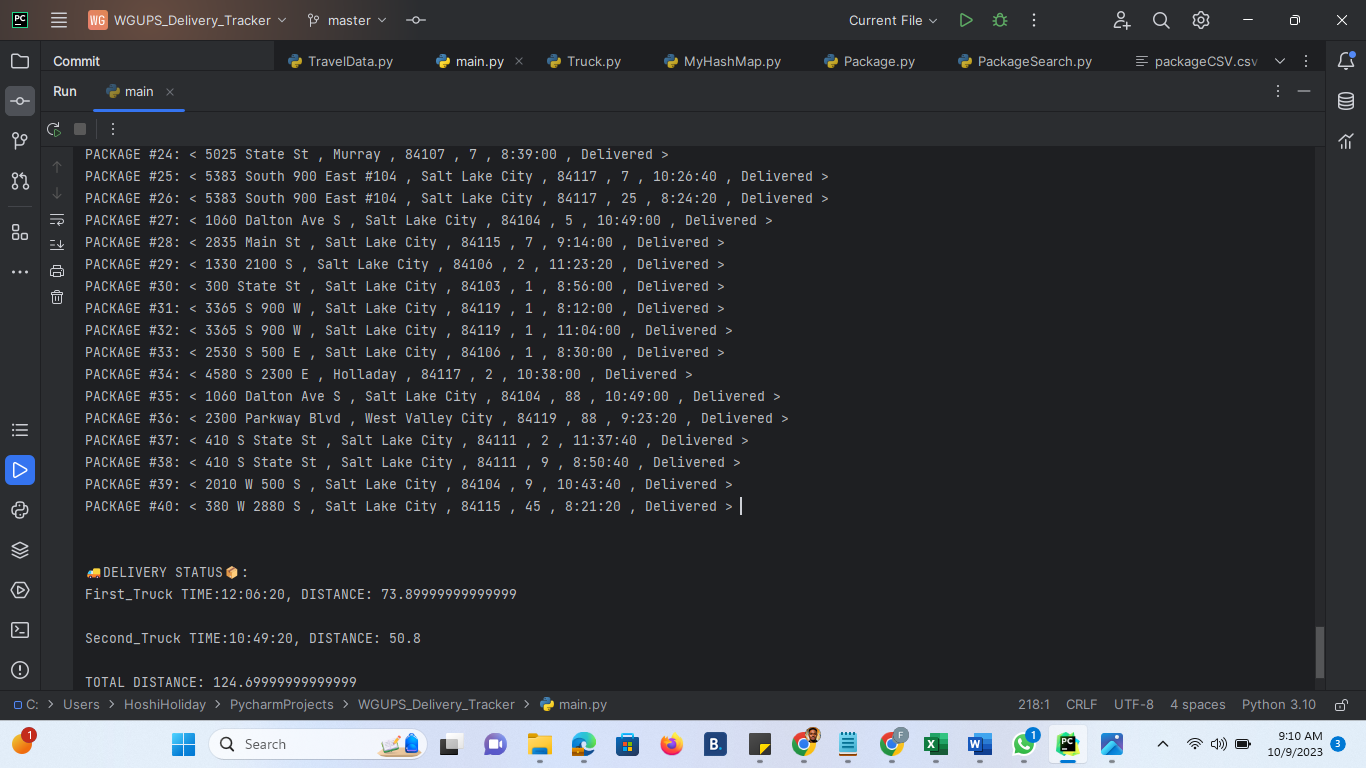 WG WGUPS_Delivery_Tracker master Current File
Commit TravelData.py main.py Truck.py MyHashMap.py Package.py PackageSearch.py packageCSV.csv
Run main
PACKAGE #24: < 5025 State St , Murray , 84107 , 7 , 8:39:00 , Delivered >
PACKAGE #25: < 5383 South 900 East #104 , Salt Lake City , 84117 , 7 , 10:26:40 , Delivered >
PACKAGE #26: < 5383 South 900 East #104 , Salt Lake City , 84117 , 25 , 8:24:20 , Delivered >
PACKAGE #27: < 1060 Dalton Ave S , Salt Lake City , 84104 , 5 , 10:49:00 , Delivered >
PACKAGE #28: < 2835 Main St , Salt Lake City , 84115 , 7 , 9:14:00 , Delivered >
PACKAGE #29: < 1330 2100 S , Salt Lake City , 84106 , 2 , 11:23:20 , Delivered >
PACKAGE #30: < 300 State St , Salt Lake City , 84103 , 1 , 8:56:00 , Delivered >
PACKAGE #31: < 3365 S 900 W , Salt Lake City , 84119 , 1 , 8:12:00 , Delivered >
PACKAGE #32: < 3365 S 900 W , Salt Lake City , 84119 , 1 , 11:04:00 , Delivered >
PACKAGE #33: < 2530 S 500 E , Salt Lake City , 84106 , 1 , 8:30:00 , Delivered >
PACKAGE #34: < 4580 S 2300 E , Holladay , 84117 , 2 , 10:38:00 , Delivered >
PACKAGE #35: < 1060 Dalton Ave S , Salt Lake City , 84104 , 88 , 10:49:00 , Delivered >
PACKAGE #36: < 2300 Parkway Blvd , West Valley City , 84119 , 88 , 9:23:20 , Delivered >
PACKAGE #37: < 410 S State St , Salt Lake City , 84111 , 2 , 11:37:40 , Delivered >
PACKAGE #38: < 410 S State St , Salt Lake City , 84111 , 9 , 8:50:40 , Delivered >
PACKAGE #39: < 2010 W 500 S , Salt Lake City , 84104 , 9 , 10:43:40 , Delivered >
PACKAGE #40: < 380 W 2880 S , Salt Lake City , 84115 , 45 , 8:21:20 , Delivered >
🚚DELIVERY STATUS📦:
First_Truck TIME:12:06:20, DISTANCE: 73.89999999999999
Second_Truck TIME:10:49:20, DISTANCE: 50.8
TOTAL DISTANCE: 124.69999999999999
C: > Users > HoshiHoliday > PycharmProjects > WGUPS_Delivery_Tracker > main.py 218:1 CRLF UTF-8 4 spaces Python 3.10
1 Search B. F 1 9:10 AM
10/9/2023 3